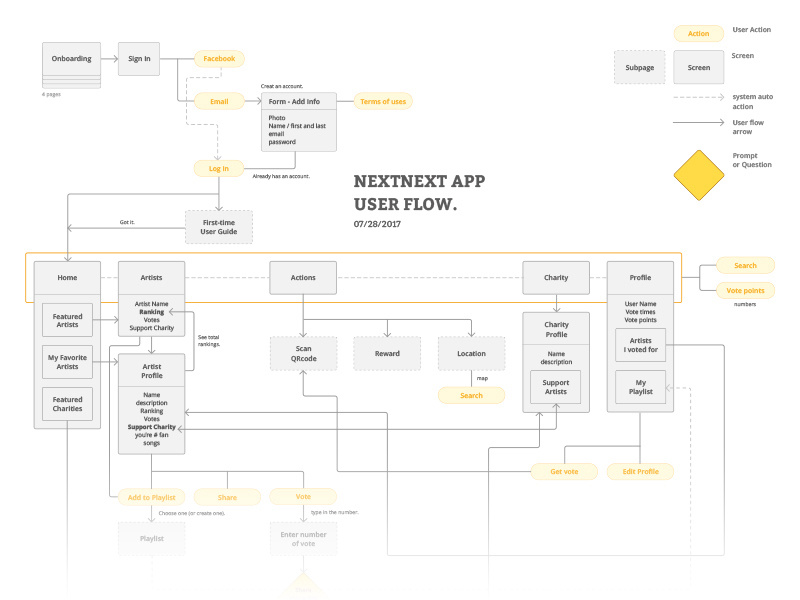 Onboarding
4 pages
Sign In
Facebook
Email
Creat an account.
Form - Add Info
Photo
Name / first and last
email
password
Terms of uses
Log In
Already has an account.
First-time
User Guide
Got it.
NEXTNEXT APP
USER FLOW.
07/28/2017
Action
User Action
Subpage
Screen
Screen
system auto
action
User flow
arrow
Prompt
or Question
Home
Featured
Artists
My Favorite
Artists
Featured
Charities
Artists
Artist Name
Ranking
Votes
Support Charity
See total
rankings.
Artist
Profile
Name
description
Ranking
Votes
Support Charity
you're # fan
songs
Actions
Scan
QRcode
Reward
Location
map
Search
Charity
Charity
Profile
Name
description
Support
Artists
Profile
User Name
Vote times
Vote points
Artists
I voted for
My
Playlist
Search
Vote points
numbers
Get vote
Edit Profile
Add to Playlist
Share
Vote
Choose one (or create one).
type in the number.
Playlist
Enter number
of vote